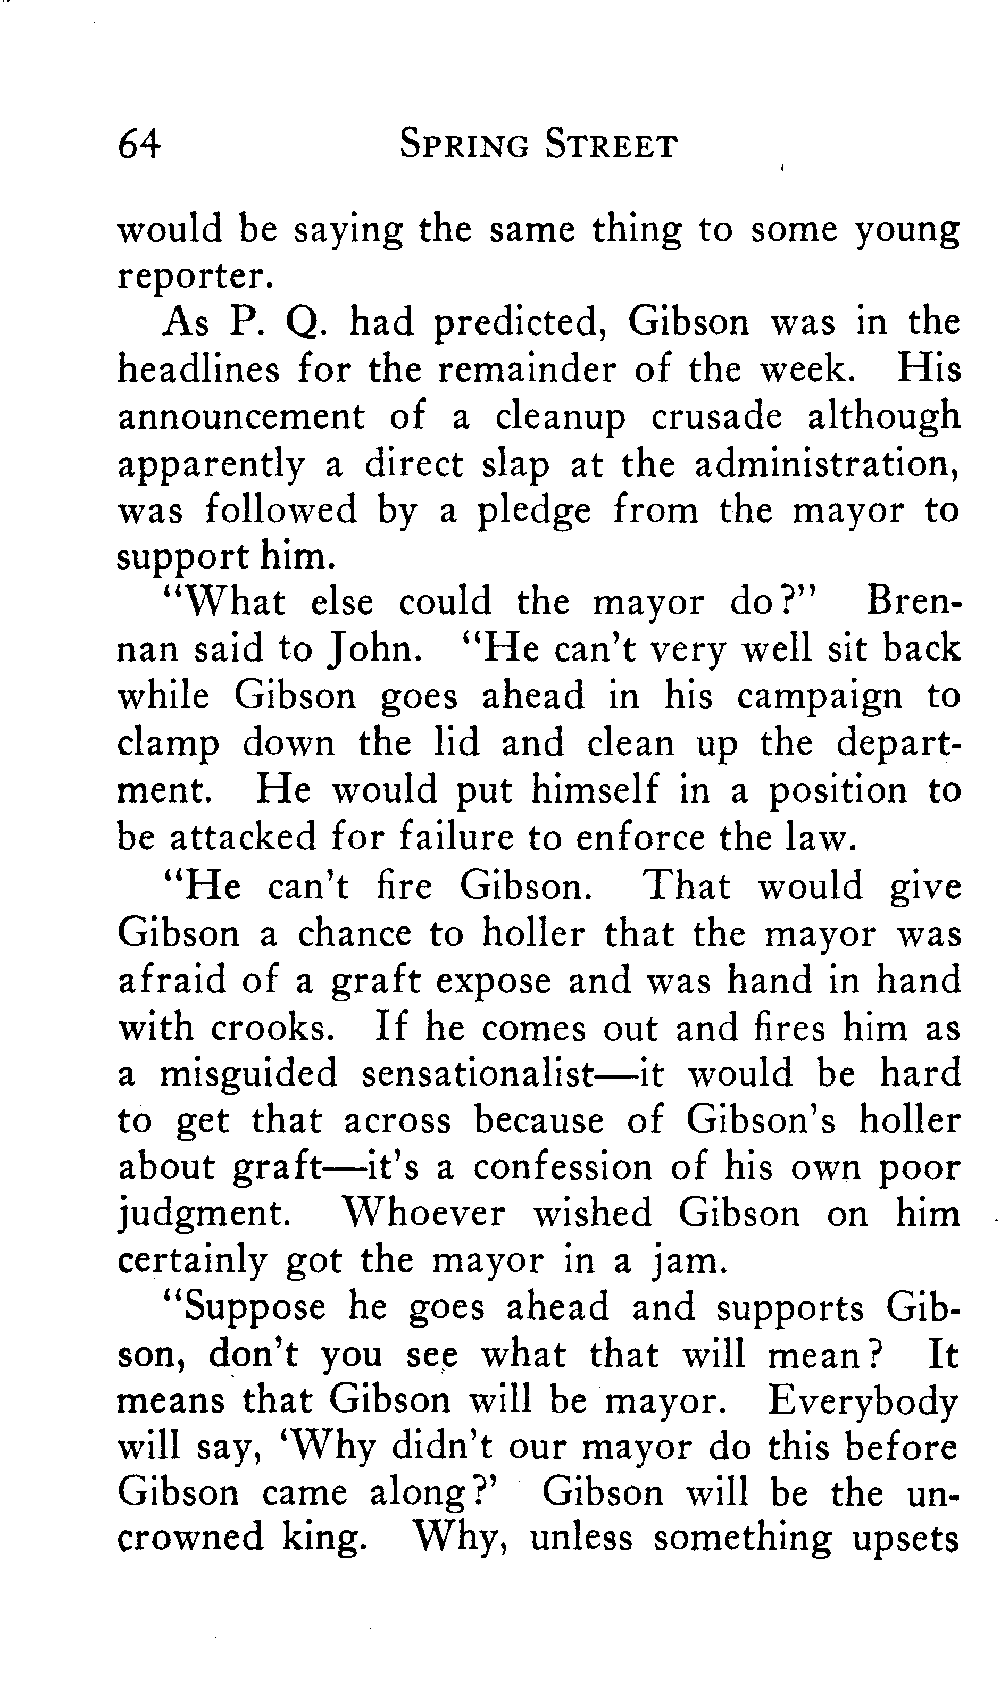 64 SPRING STREET
would be saying the same thing to some young
reporter.
As P. Q. had predicted, Gibson was in the
headlines for the remainder of the week. His
announcement of a cleanup crusade although
apparently a direct slap at the administration,
was followed by a pledge from the mayor to
support him.
"What else could the mayor do?" Bren-
nan said to John. "He can't very well sit back
while Gibson goes ahead in his campaign to
clamp down the lid and clean up the depart-
ment. He would put himself in a position to
be attacked for failure to enforce the law.
"He can't fire Gibson. That would give
Gibson a chance to holler that the mayor was
afraid of a graft expose and was hand in hand
with crooks. If he comes out and fires him as
a misguided sensationalist—it would be hard
to get that across because of Gibson's holler
about graft—it's a confession of his own poor
judgment. Whoever wished Gibson on him
certainly got the mayor in a jam.
"Suppose he goes ahead and supports Gib-
son, don't you see what that will mean? It
means that Gibson will be mayor. Everybody
will say, 'Why didn't our mayor do this before
Gibson came along?' Gibson will be the un-
crowned king. Why, unless something upsets